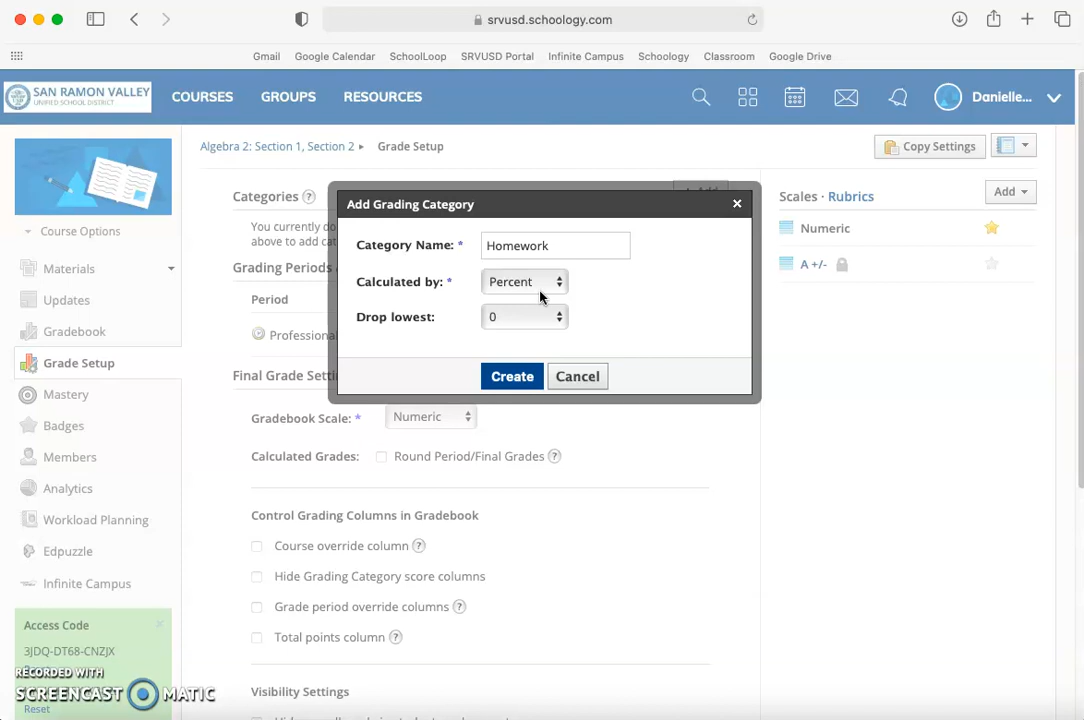 srvusd.schoology.com
Gmail Google Calendar SchoolLoop SRVUSD Portal Infinite Campus Schoology Classroom Google Drive
SAN RAMON VALLEY
UNIFIED SCHOOL DISTRICT
COURSES GROUPS RESOURCES Danielle...
Algebra 2: Section 1, Section 2 ▸ Grade Setup
Copy Settings
Course Options
Materials
Updates
Gradebook
Grade Setup
Mastery
Badges
Members
Analytics
Workload Planning
Edpuzzle
Infinite Campus
Access Code
3JDQ-DT68-CNZJX
Reset
RECORDED WITH
SCREENCAST MATIC
Categories ?
You currently do
above to add cat
Grading Periods
Period
Professiona
Final Grade Setti
Gradebook Scale: * Numeric
Calculated Grades: Round Period/Final Grades ?
Control Grading Columns in Gradebook
Course override column ?
Hide Grading Category score columns
Grade period override columns ?
Total points column ?
Visibility Settings
Add Grading Category ×
Category Name: * Homework
Calculated by: * Percent
Drop lowest: 0
Create Cancel
Scales · Rubrics Add
Numeric
A +/-